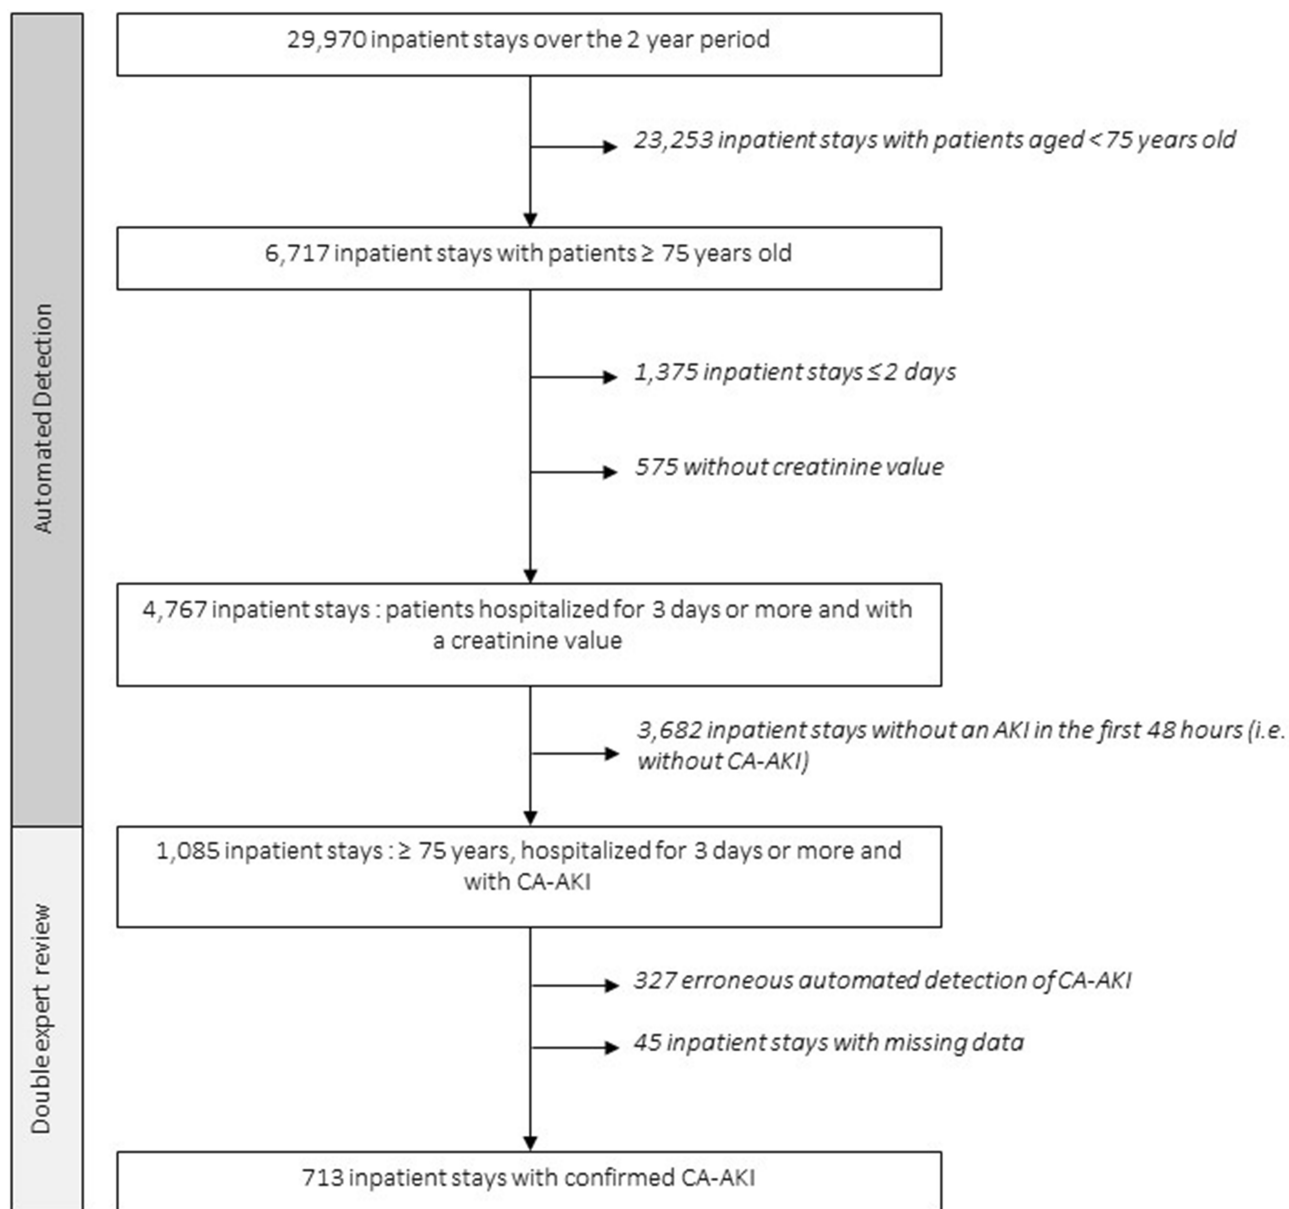 29,970 inpatient stays over the 2 year period
23,253 inpatient stays with patients aged < 75 years old
6,717 inpatient stays with patients ≥ 75 years old
1,375 inpatient stays ≤ 2 days
575 without creatinine value
Automated Detection
4,767 inpatient stays : patients hospitalized for 3 days or more and with
a creatinine value
3,682 inpatient stays without an AKI in the first 48 hours (i.e.
without CA-AKI)
1,085 inpatient stays : ≥ 75 years, hospitalized for 3 days or more and
with CA-AKI
327 erroneous automated detection of CA-AKI
45 inpatient stays with missing data
Double expert review
713 inpatient stays with confirmed CA-AKI